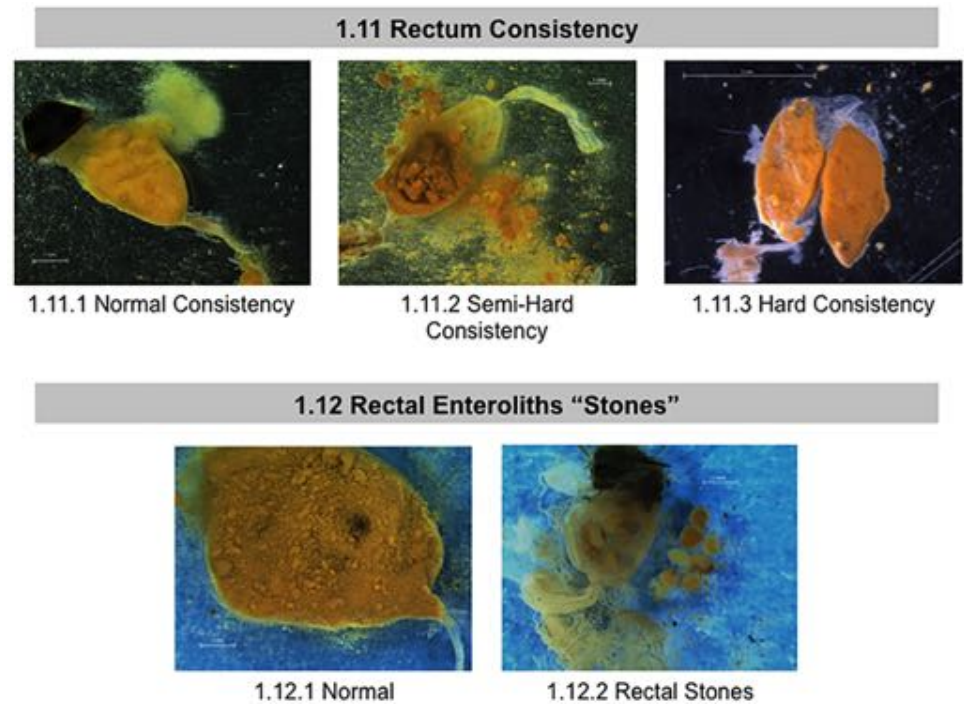 1.11 Rectum Consistency
1.11.1 Normal Consistency
1.11.2 Semi-Hard
Consistency
1.11.3 Hard Consistency
1.12 Rectal Enteroliths “Stones”
1.12.1 Normal
1.12.2 Rectal Stones